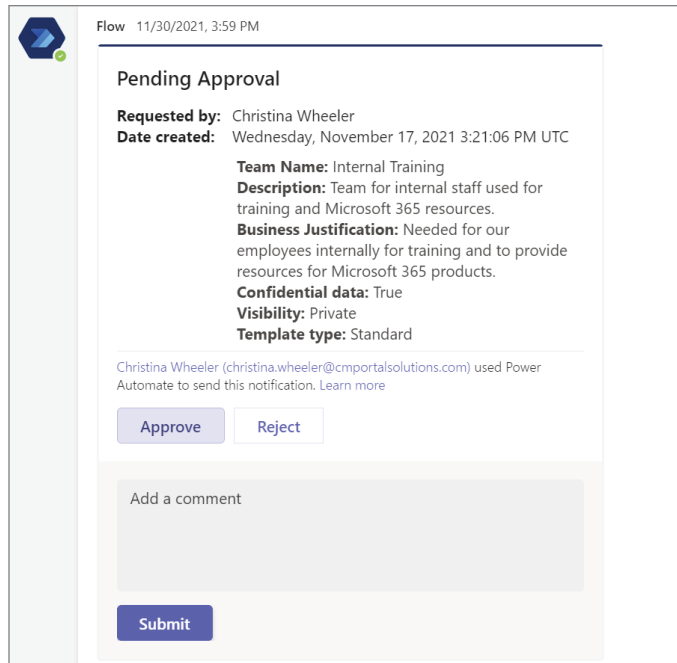 Flow 11/30/2021, 3:59 PM
Pending Approval
Requested by: Christina Wheeler
Date created: Wednesday, November 17, 2021 3:21:06 PM UTC
Team Name: Internal Training
Description: Team for internal staff used for
training and Microsoft 365 resources.
Business Justification: Needed for our
employees internally for training and to provide
resources for Microsoft 365 products.
Confidential data: True
Visibility: Private
Template type: Standard
Christina Wheeler (christina.wheeler@cmportalsolutions.com) used Power
Automate to send this notification. Learn more
Approve Reject
Add a comment
Submit